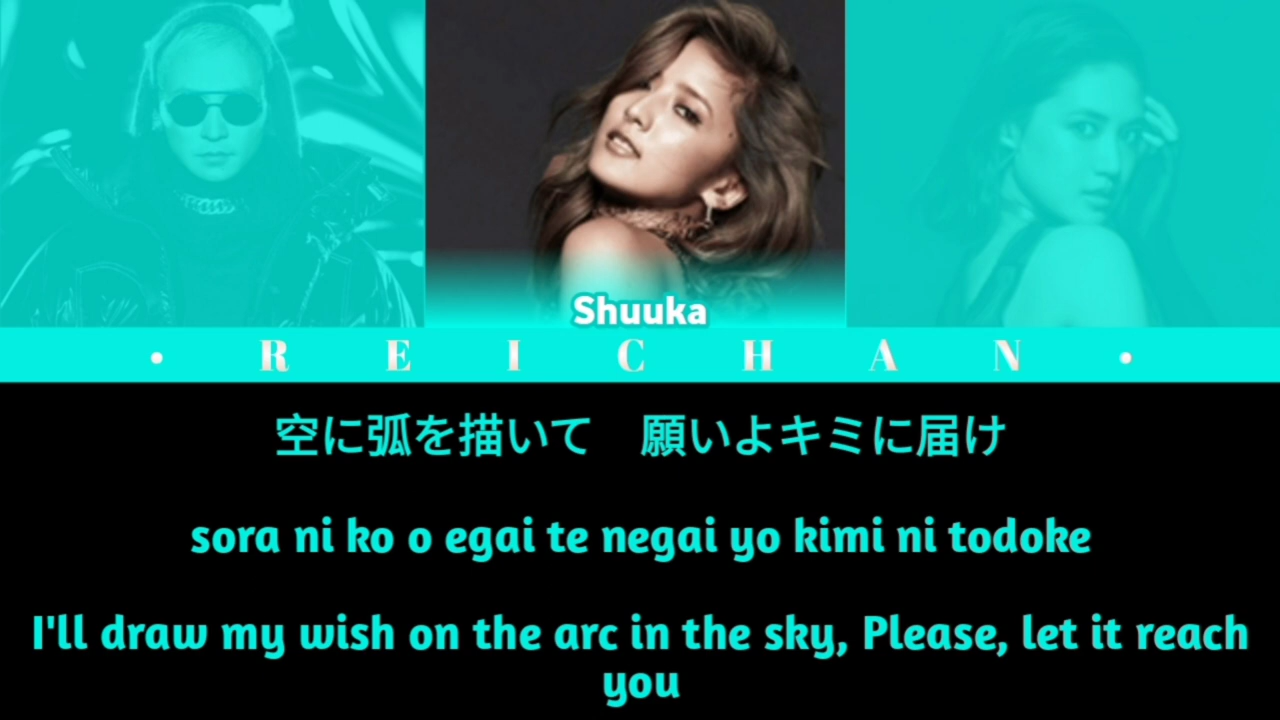 Shuuka
• R E I C H A N •
空に弧を描いて　願いよキミに届け
sora ni ko o egai te negai yo kimi ni todoke
I'll draw my wish on the arc in the sky, Please, let it reach
you